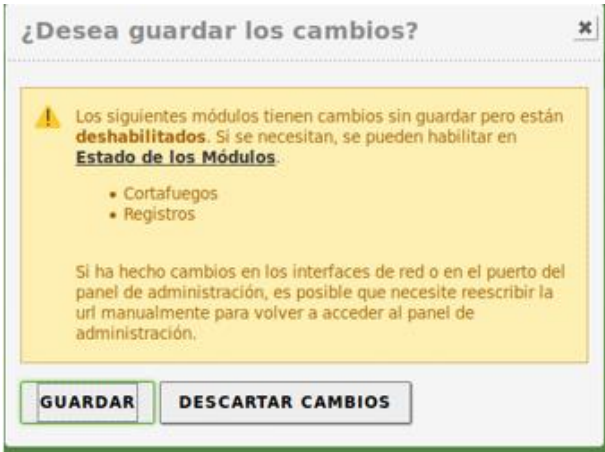 ¿Desea guardar los cambios?
Los siguientes módulos tienen cambios sin guardar pero están
deshabilitados. Si se necesitan, se pueden habilitar en
Estado de los Módulos.
• Cortafuegos
• Registros
Si ha hecho cambios en los interfaces de red o en el puerto del
panel de administración, es posible que necesite reescribir la
url manualmente para volver a acceder al panel de
administración.
GUARDAR
DESCARTAR CAMBIOS